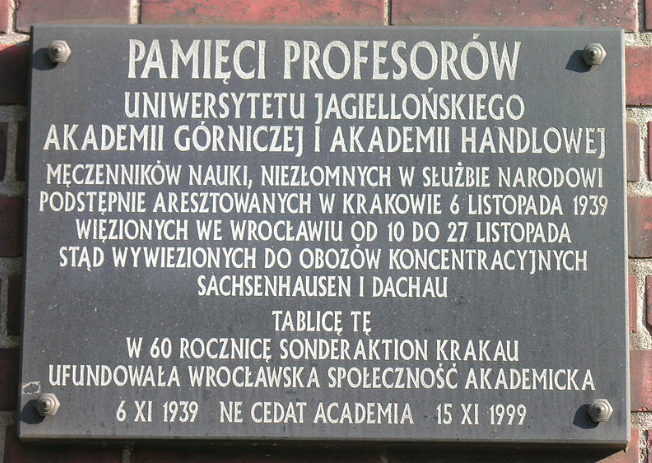 PAMIĘCI PROFESORÓW
UNIWERSYTETU JAGIELLOŃSKIEGO
AKADEMII GÓRNICZEJ I AKADEMII HANDLOWEJ
MĘCZENNIKÓW NAUKI, NIEZŁOMNYCH W SŁUŻBIE NARODOWI
PODSTĘPNIE ARESZTOWANYCH W KRAKOWIE 6 LISTOPADA 1939
WIĘZIONYCH WE WROCŁAWIU OD 10 DO 27 LISTOPADA
STĄD WYWIEZIONYCH DO OBOZÓW KONCENTRACYJNYCH
SACHSENHAUSEN I DACHAU
TABLICĘ TĘ
W 60 ROCZNICĘ SONDERAKTION KRAKAU
UFUNDOWAŁA WROCŁAWSKA SPOŁECZNOŚĆ AKADEMICKA
6 XI 1939 NE CEDAT ACADEMIA 15 XI 1999